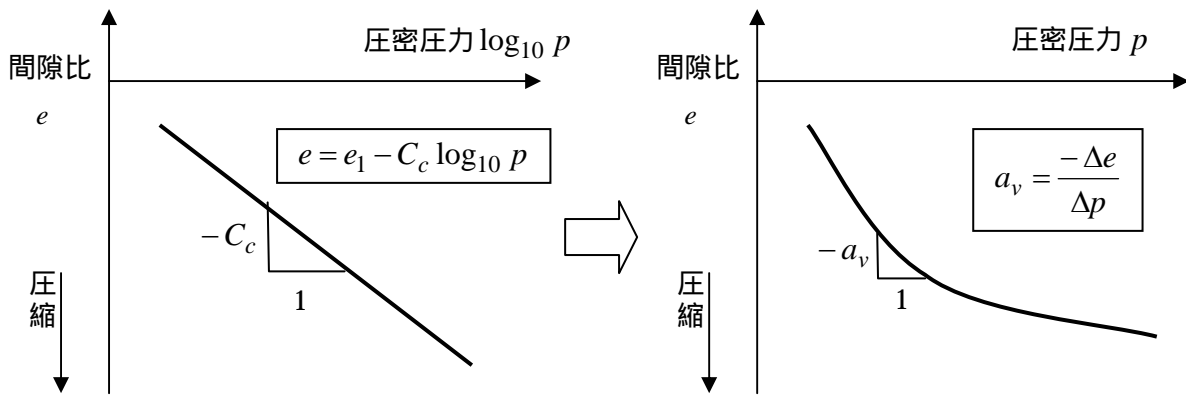 圧密圧力 log₁₀ p
間隙比
e
e = e₁ − C_c log₁₀ p
− C_c
1
圧
縮
圧密圧力 p
間隙比
e
a_v = −Δe / Δp
− a_v
1
圧
縮